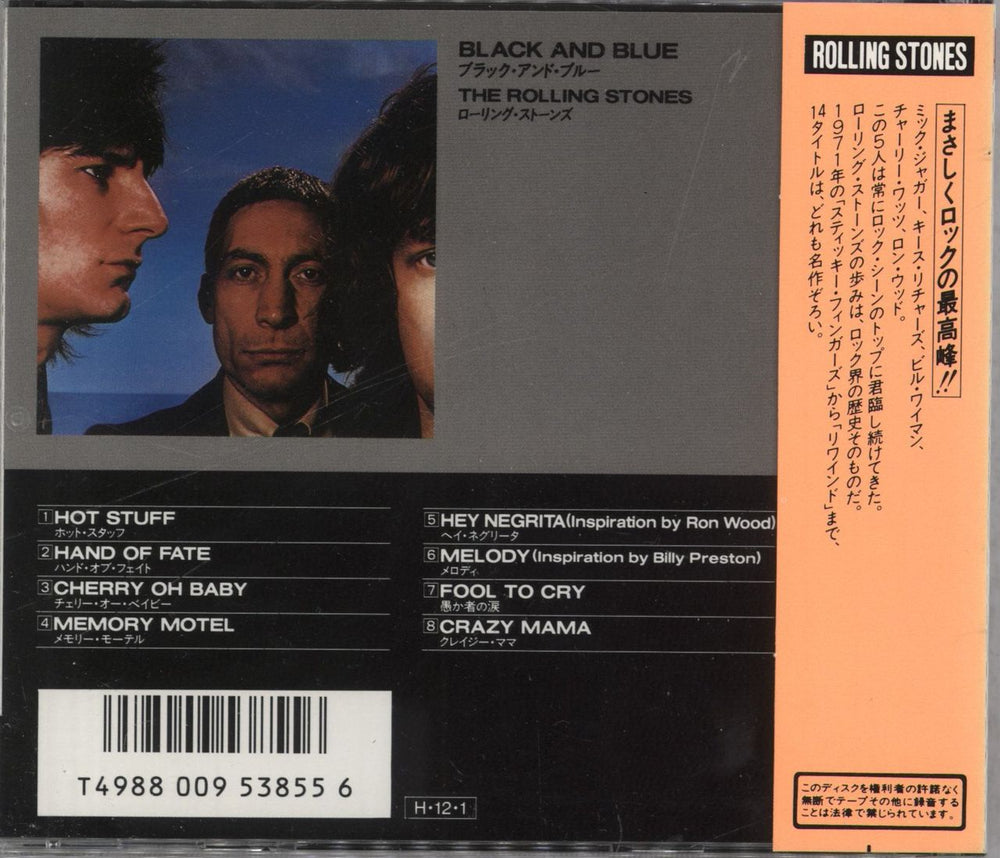 BLACK AND BLUE
ブラック・アンド・ブルー
THE ROLLING STONES
ローリング・ストーンズ
1 HOT STUFF
ホット・スタッフ
2 HAND OF FATE
ハンド・オブ・フェイト
3 CHERRY OH BABY
チェリー・オー・ベイビー
4 MEMORY MOTEL
メモリー・モーテル
5 HEY NEGRITA(Inspiration by Ron Wood)
ヘイ・ネグリータ
6 MELODY(Inspiration by Billy Preston)
メロディ
7 FOOL TO CRY
愚か者の涙
8 CRAZY MAMA
クレイジー・ママ
T4988 009 53855 6
H・12・1
ROLLING STONES
まさしくロックの最高峰!!
ミック・ジャガー、キース・リチャーズ、ビル・ワイマン、
チャーリー・ワッツ、ロン・ウッド。
この5人は常にロック・シーンのトップに君臨し続けてきた。
ローリング・ストーンズの歩みは、ロック界の歴史そのものだ。
1971年の「スティッキー・フィンガーズ」から「リワインド」まで、
14タイトルは、どれも名作ぞろい。
このディスクを権利者の許諾なく
無断でテープその他に録音する
ことは法律で禁じられています。